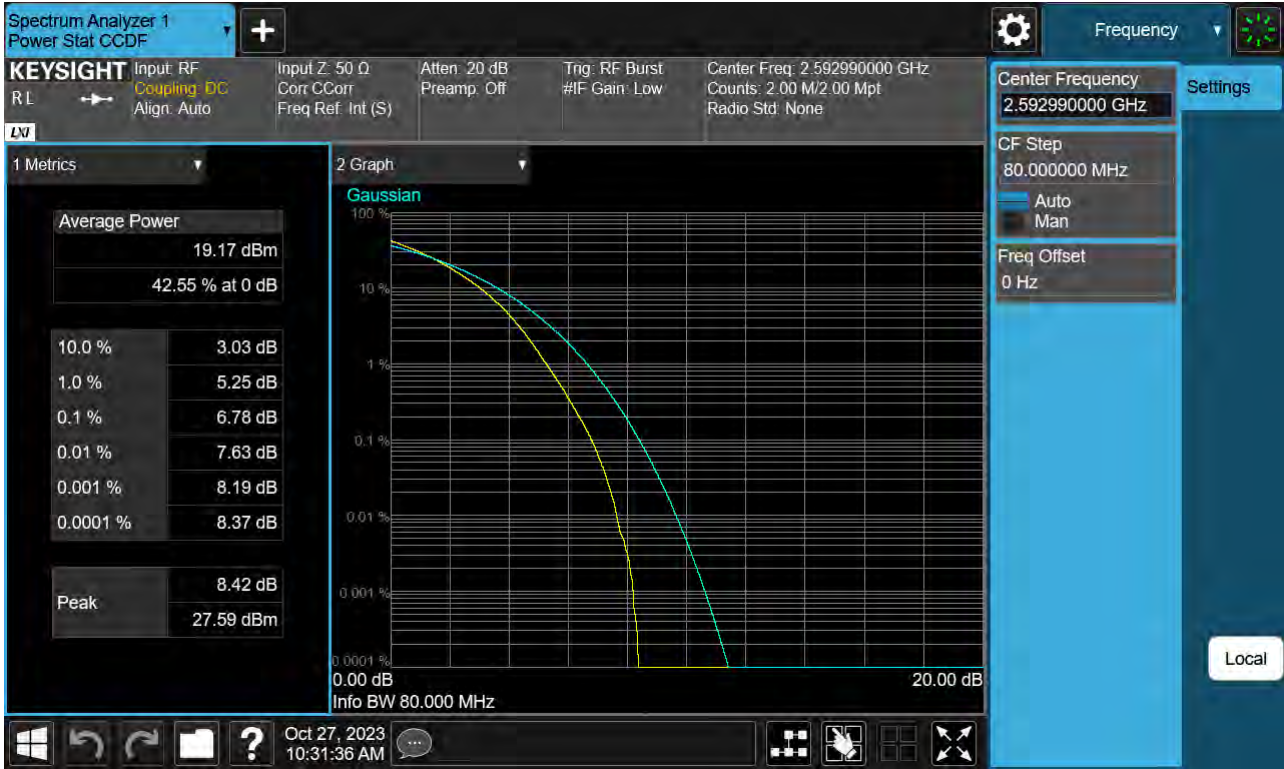 Spectrum Analyzer 1
Power Stat CCDF
Frequency
KEYSIGHT
R L
LXI
Input: RF
Coupling: DC
Align: Auto
Input Z: 50 Ω
Corr CCorr
Freq Ref: Int (S)
Atten: 20 dB
Preamp: Off
Trig: RF Burst
#IF Gain: Low
Center Freq: 2.592990000 GHz
Counts: 2.00 M/2.00 Mpt
Radio Std: None
Center Frequency
2.592990000 GHz
Settings
CF Step
80.000000 MHz
Auto
Man
Freq Offset
0 Hz
Local
1 Metrics
Average Power
19.17 dBm
42.55 % at 0 dB
10.0 % 3.03 dB
1.0 % 5.25 dB
0.1 % 6.78 dB
0.01 % 7.63 dB
0.001 % 8.19 dB
0.0001 % 8.37 dB
Peak
8.42 dB
27.59 dBm
2 Graph
Gaussian
100 %
10 %
1 %
0.1 %
0.01 %
0.001 %
0.0001 %
0.00 dB 20.00 dB
Info BW 80.000 MHz
Oct 27, 2023
10:31:36 AM